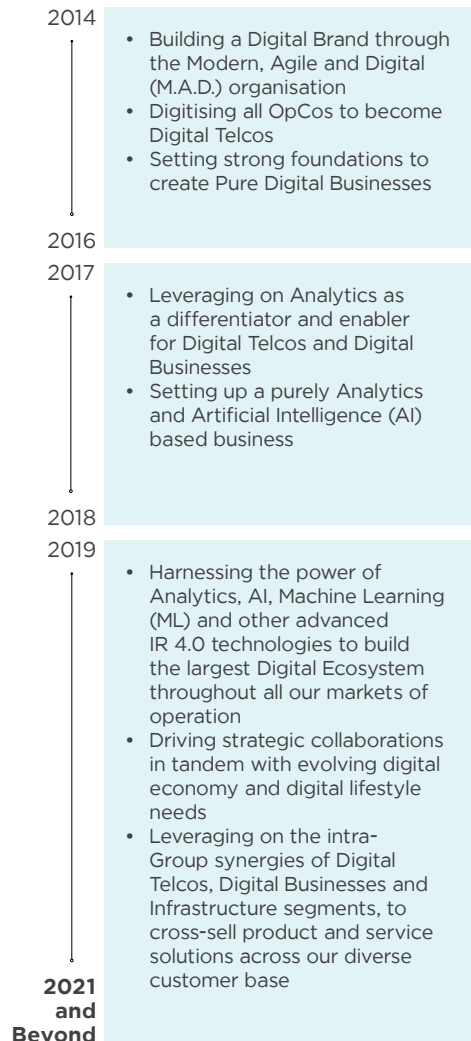 2014
• Building a Digital Brand through
the Modern, Agile and Digital
(M.A.D.) organisation
• Digitising all OpCos to become
Digital Telcos
• Setting strong foundations to
create Pure Digital Businesses
2016
2017
• Leveraging on Analytics as
a differentiator and enabler
for Digital Telcos and Digital
Businesses
• Setting up a purely Analytics
and Artificial Intelligence (AI)
based business
2018
2019
• Harnessing the power of
Analytics, AI, Machine Learning
(ML) and other advanced
IR 4.0 technologies to build
the largest Digital Ecosystem
throughout all our markets of
operation
• Driving strategic collaborations
in tandem with evolving digital
economy and digital lifestyle
needs
• Leveraging on the intra-
Group synergies of Digital
Telcos, Digital Businesses and
Infrastructure segments, to
cross-sell product and service
solutions across our diverse
customer base
2021
and
Beyond